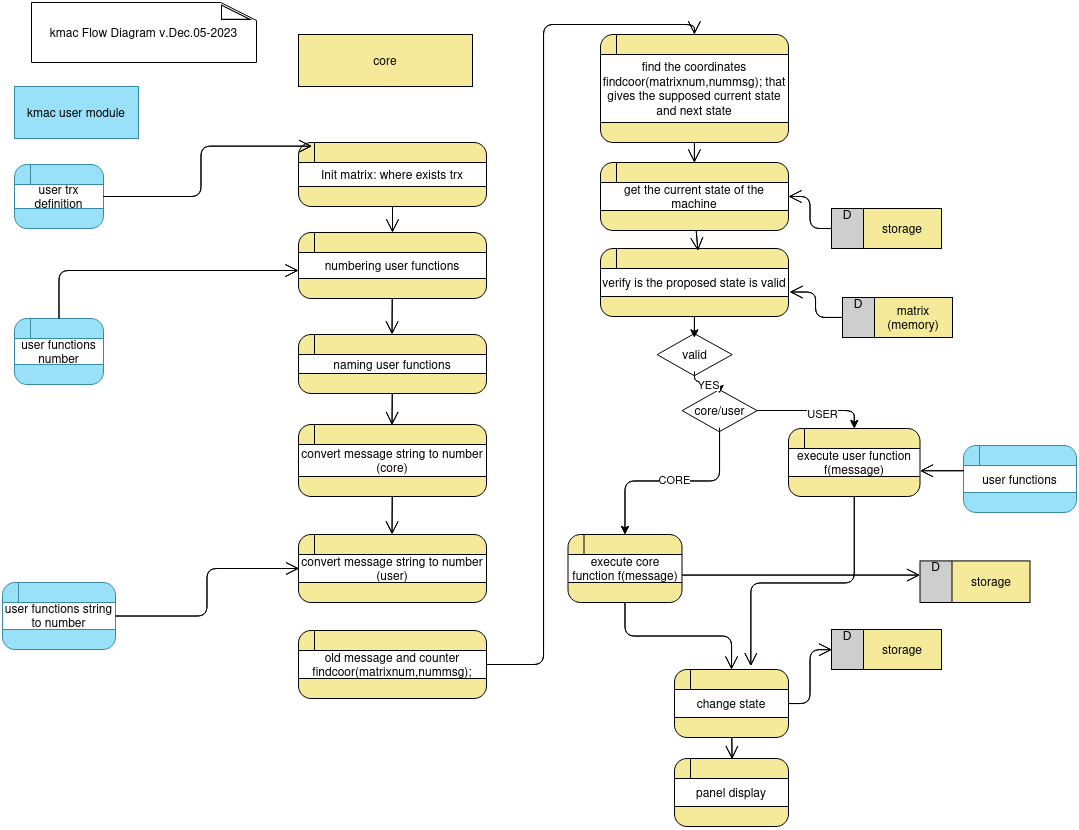 kmac Flow Diagram v.Dec.05-2023
core
kmac user module
user trx
definition
Init matrix: where exists trx
numbering user functions
user functions
number
naming user functions
convert message string to number
(core)
convert message string to number
(user)
user functions string
to number
old message and counter
findcoor(matrixnum,nummsg);
find the coordinates
findcoor(matrixnum,nummsg); that
gives the supposed current state
and next state
get the current state of the
machine
D
storage
verify is the proposed state is valid
D
matrix
(memory)
valid
YES
core/user
USER
execute user function
f(message)
user functions
CORE
execute core
function f(message)
D
storage
D
storage
change state
panel display